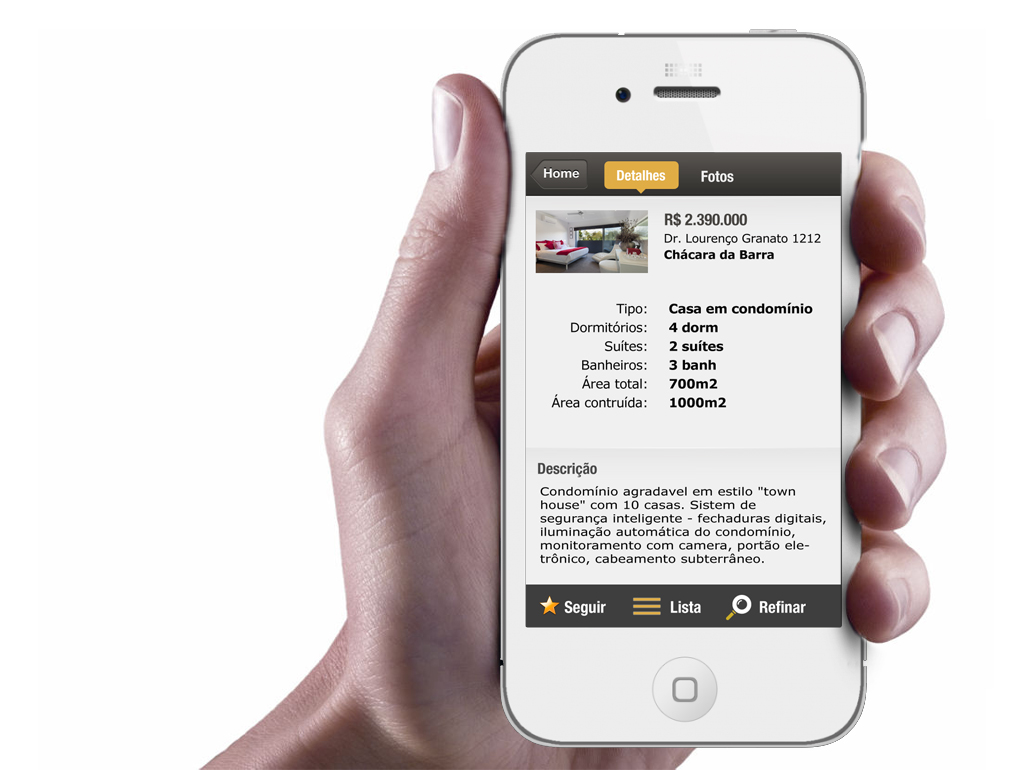 Home Detalhes Fotos
R$ 2.390.000
Dr. Lourenço Granato 1212
Chácara da Barra
Tipo: Casa em condomínio
Dormitórios: 4 dorm
Suítes: 2 suítes
Banheiros: 3 banh
Área total: 700m2
Área contruída: 1000m2
Descrição
Condomínio agradavel em estilo "town
house" com 10 casas. Sistem de
segurança inteligente - fechaduras digitais,
iluminação automática do condomínio,
monitoramento com camera, portão ele-
trônico, cabeamento subterrâneo.
Seguir Lista Refinar